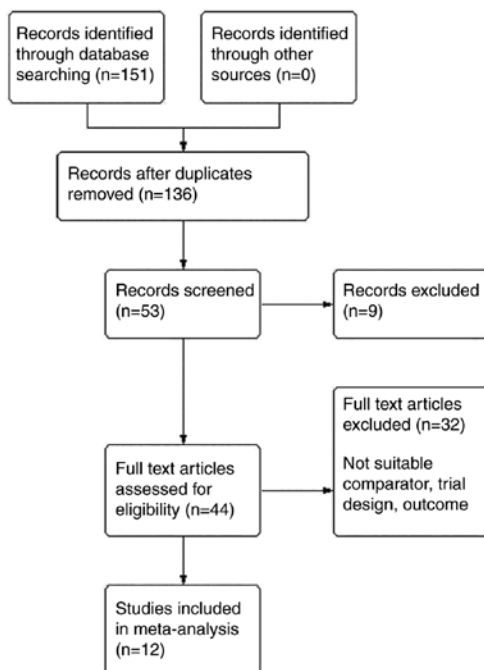 Records identified
through database
searching (n=151)
Records identified
through other
sources (n=0)
Records after duplicates
removed (n=136)
Records screened
(n=53)
Records excluded
(n=9)
Full text articles
assessed for
eligibility (n=44)
Full text articles
excluded (n=32)
Not suitable
comparator, trial
design, outcome
Studies included
in meta-analysis
(n=12)